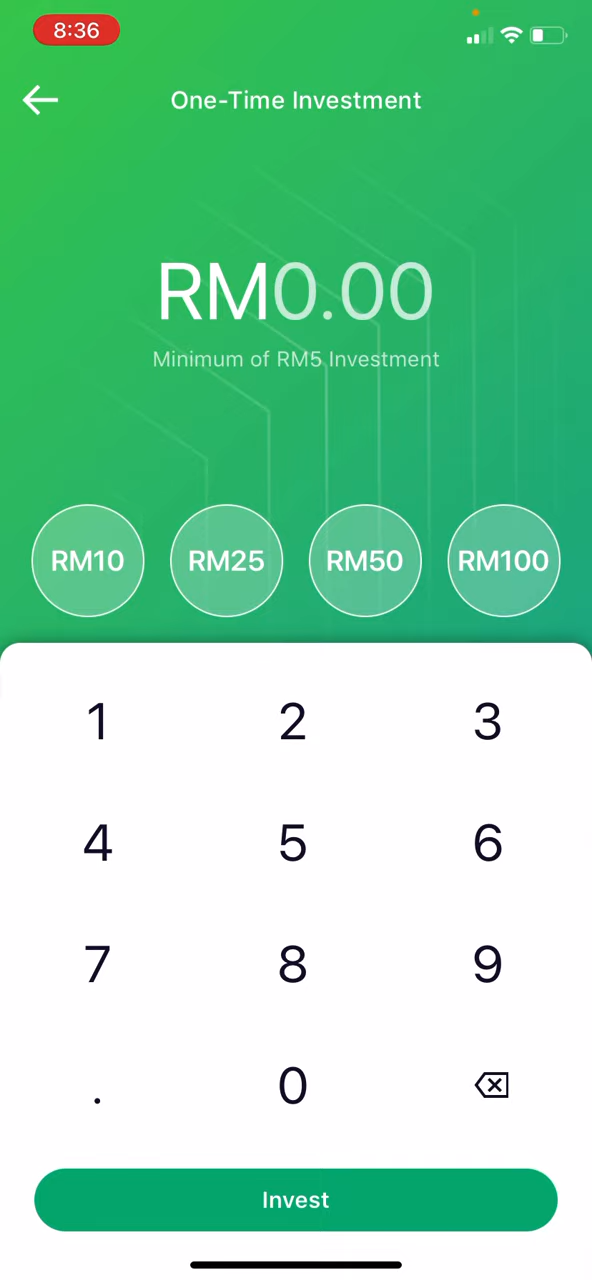 8:36
One-Time Investment
RM0.00
Minimum of RM5 Investment
RM10 RM25 RM50 RM100
1 2 3
4 5 6
7 8 9
. 0
Invest